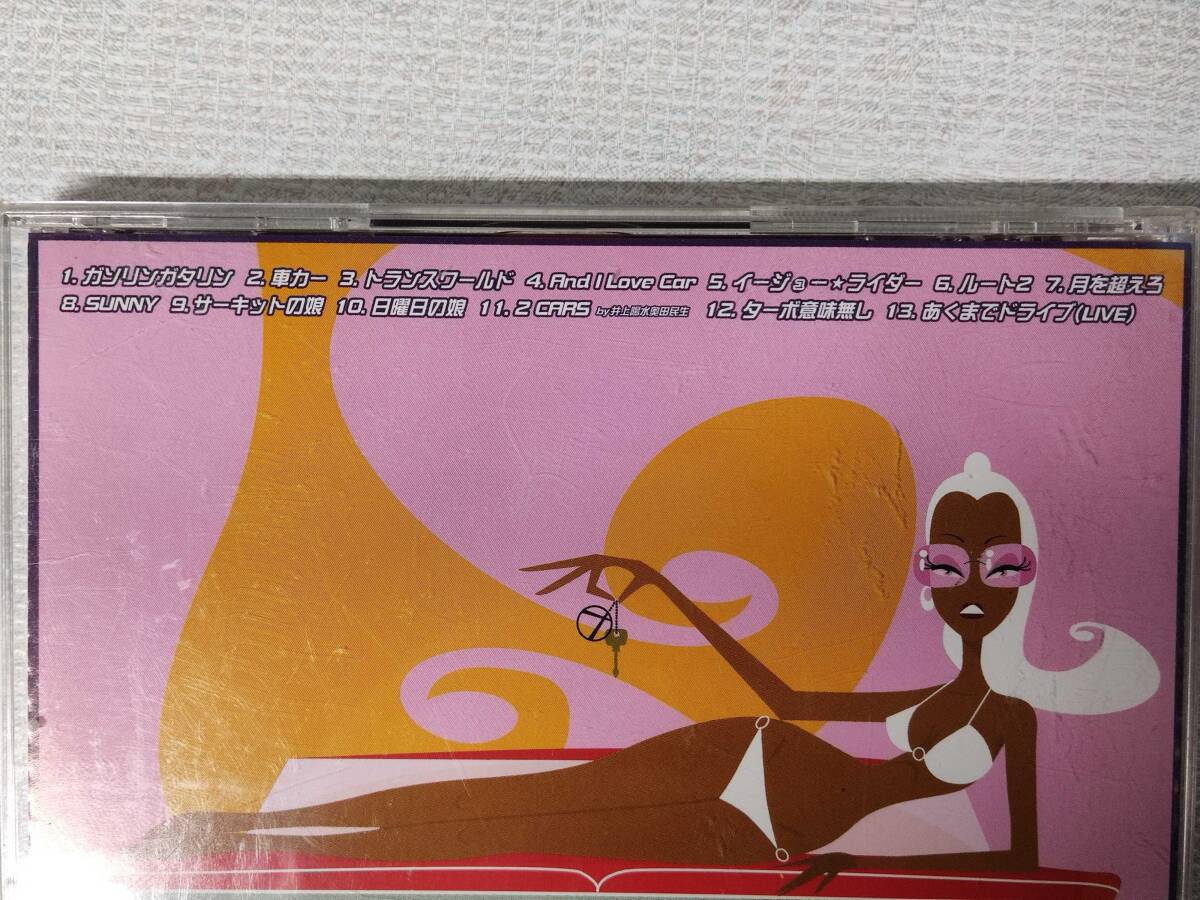 1. ガソリンガタリン 2. 車カー 3. トランスワールド 4. And I Love Car 5. イージュー★ライダー 6. ルート2 7. 月を超えろ
8. SUNNY 9. サーキットの娘 10. 日曜日の娘 11. 2 CARS by 井上陽水奥田民生 12. ターボ意味無し 13. あくまでドライブ(LIVE)